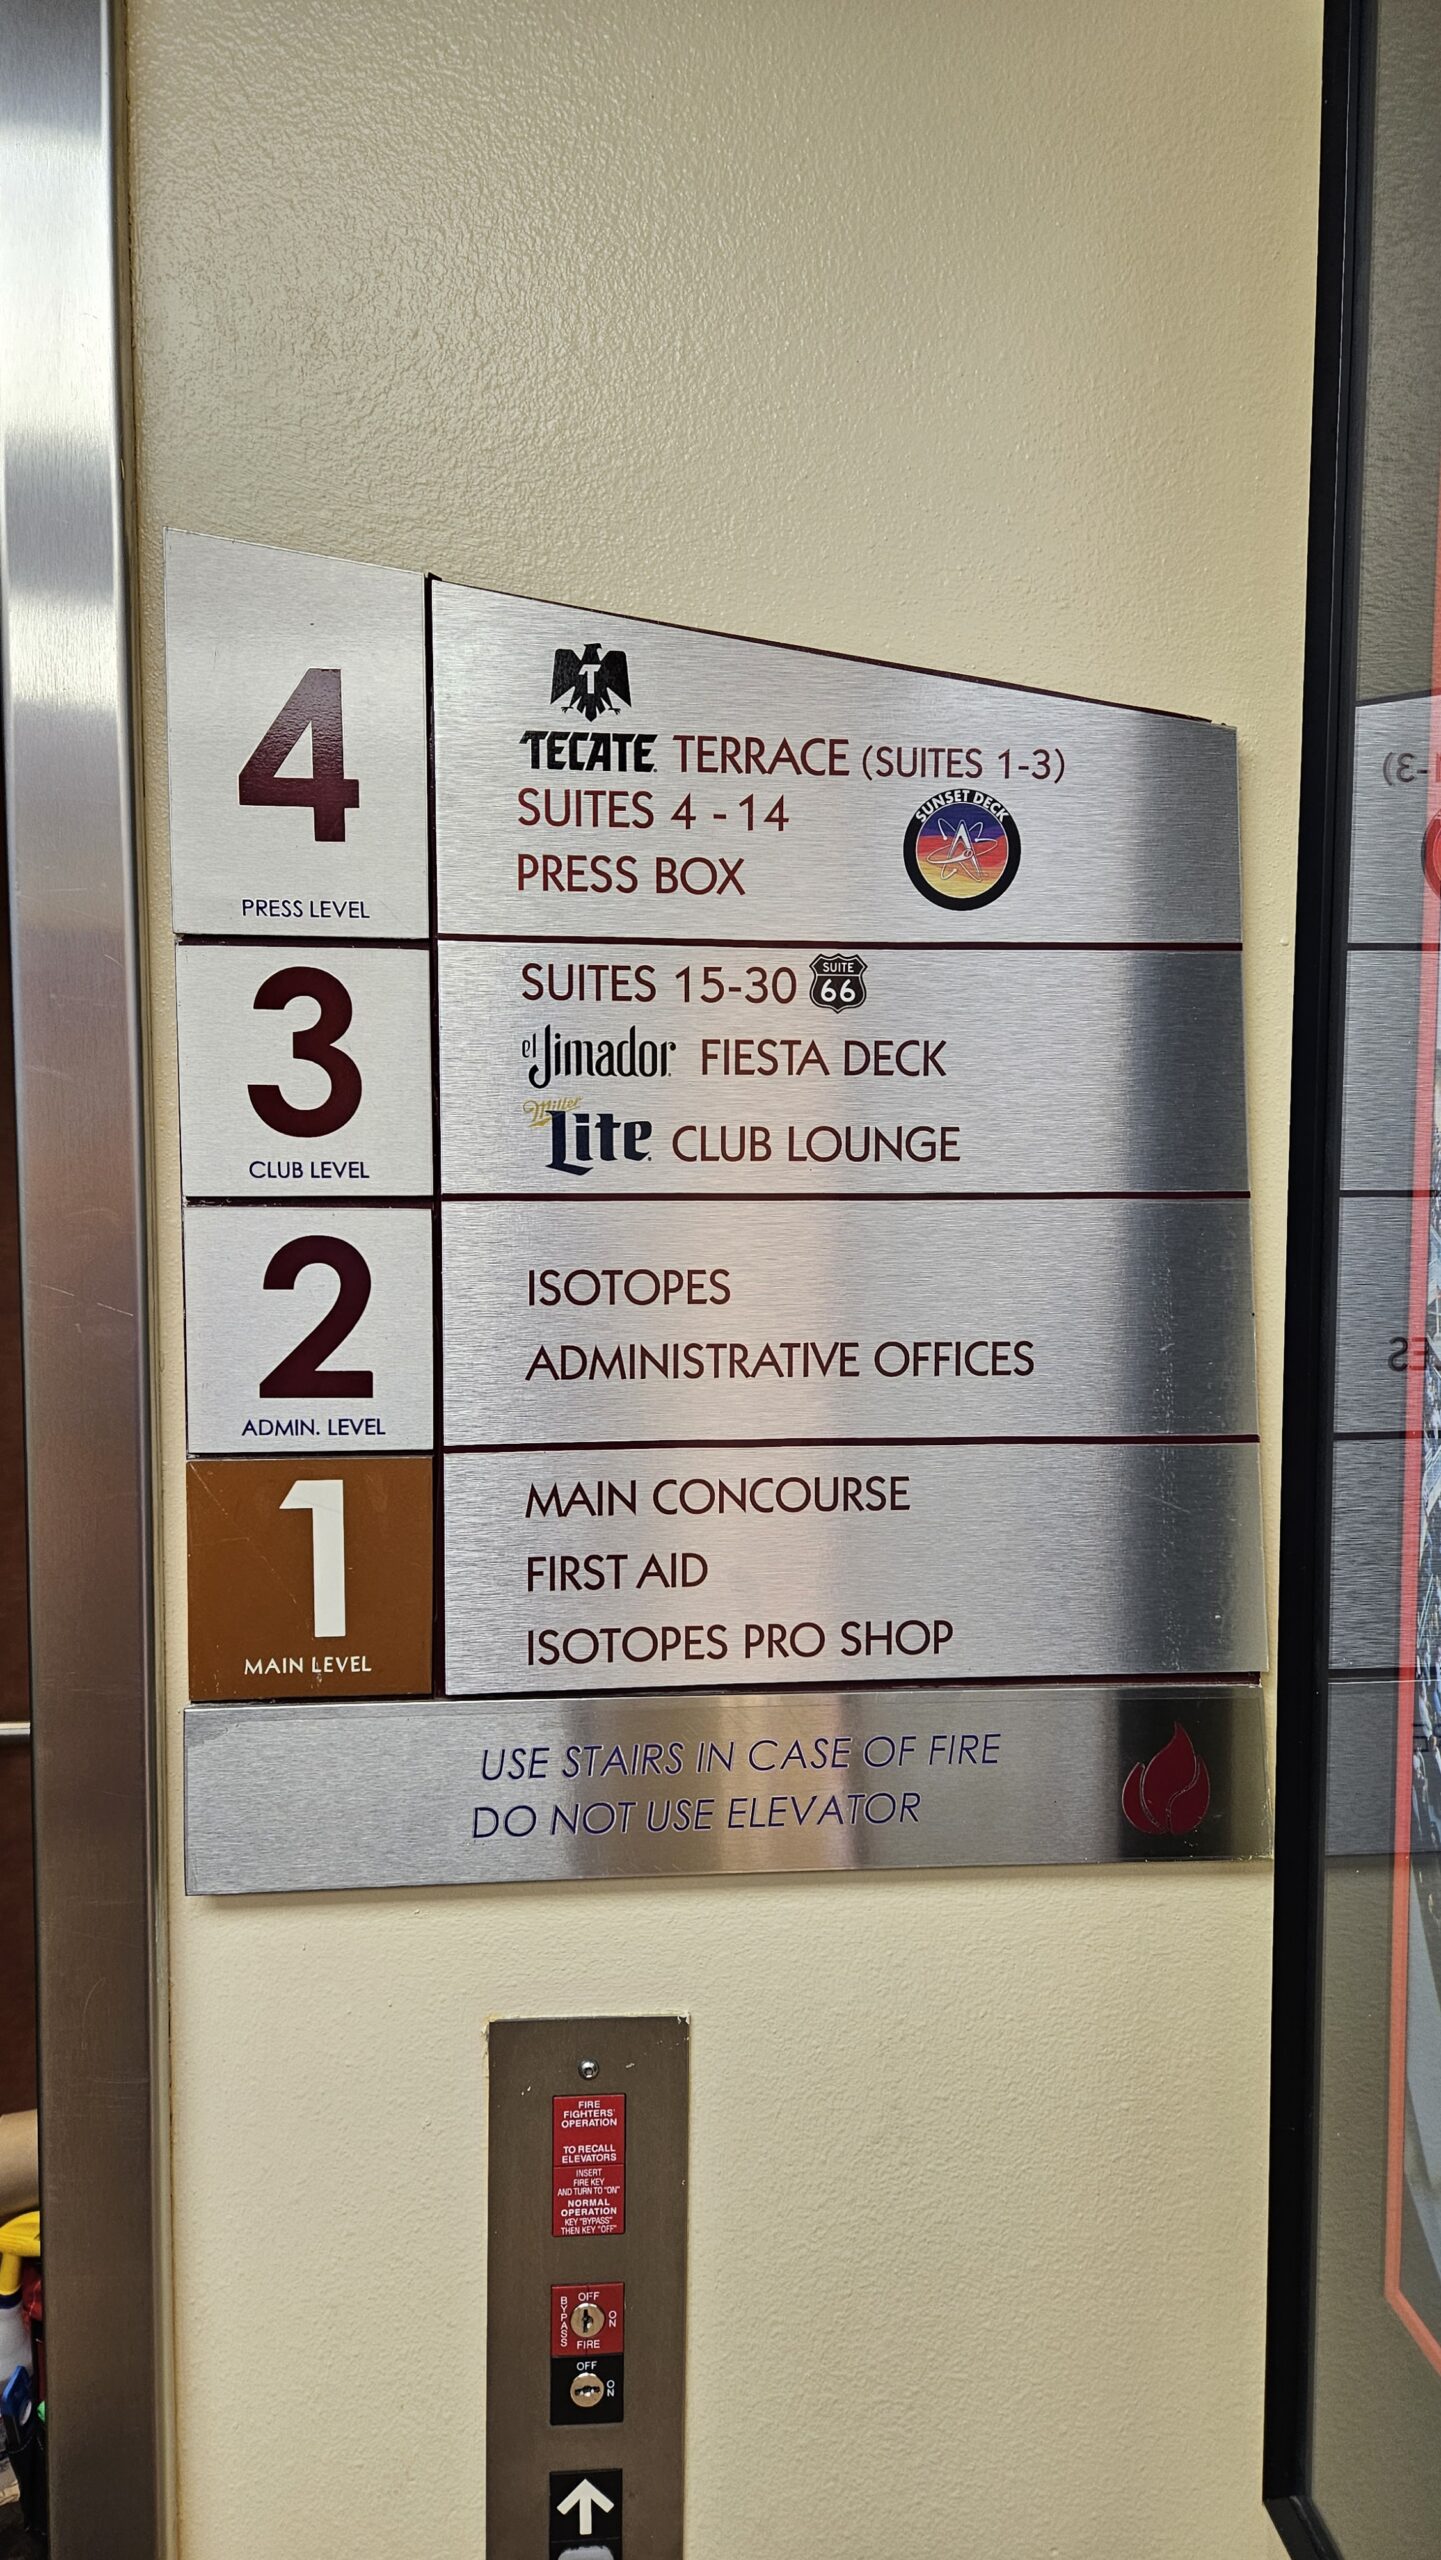 4
PRESS LEVEL
T
TECATE TERRACE (SUITES 1-3)
SUITES 4 - 14
PRESS BOX
SUNSET DECK
3
CLUB LEVEL
SUITES 15-30 SUITE 66
el Jimador FIESTA DECK
Miller Lite CLUB LOUNGE
2
ADMIN. LEVEL
ISOTOPES
ADMINISTRATIVE OFFICES
1
MAIN LEVEL
MAIN CONCOURSE
FIRST AID
ISOTOPES PRO SHOP
USE STAIRS IN CASE OF FIRE
DO NOT USE ELEVATOR
FIRE
FIGHTERS'
OPERATION
TO RECALL
ELEVATORS
INSERT
FIRE KEY
AND TURN TO "ON"
NORMAL
OPERATION
KEY "BYPASS"
THEN KEY "OFF"
OFF
BYPASS
ON
FIRE
OFF
ON